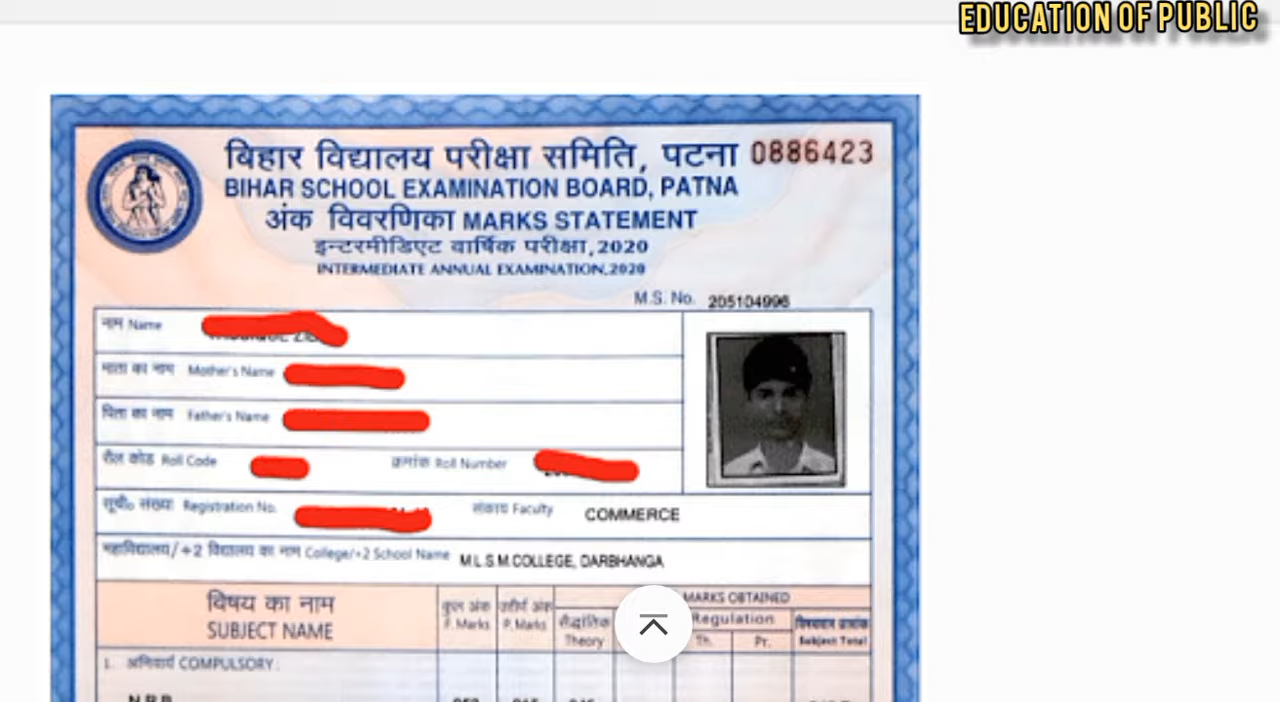 EDUCATION OF PUBLIC
बिहार विद्यालय परीक्षा समिति, पटना 0886423
BIHAR SCHOOL EXAMINATION BOARD, PATNA
अंक विवरणिका MARKS STATEMENT
इन्टरमीडिएट वार्षिक परीक्षा, 2020
INTERMEDIATE ANNUAL EXAMINATION, 2020
M.S. No. 205104996
नाम Name
माता का नाम Mother's Name
पिता का नाम Father's Name
रौल कोड Roll Code क्रमांक Roll Number
सूची० संख्या Registration No. संकाय Faculty COMMERCE
महाविद्यालय/+2 विद्यालय का नाम College/+2 School Name M.L.S.M.COLLEGE, DARBHANGA
विषय का नाम कुल अंक उत्तीर्ण अंक MARKS OBTAINED
SUBJECT NAME F. Marks P. Marks सैद्धांतिक Regulation
Theory Th. Pr. Subject Total
1. अनिवार्य COMPULSORY